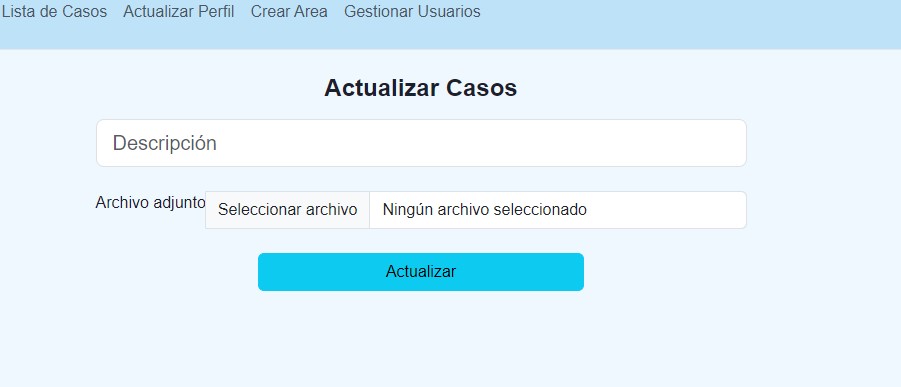 Lista de Casos Actualizar Perfil Crear Area Gestionar Usuarios
Actualizar Casos
Descripción
Archivo adjunto Seleccionar archivo Ningún archivo seleccionado
Actualizar